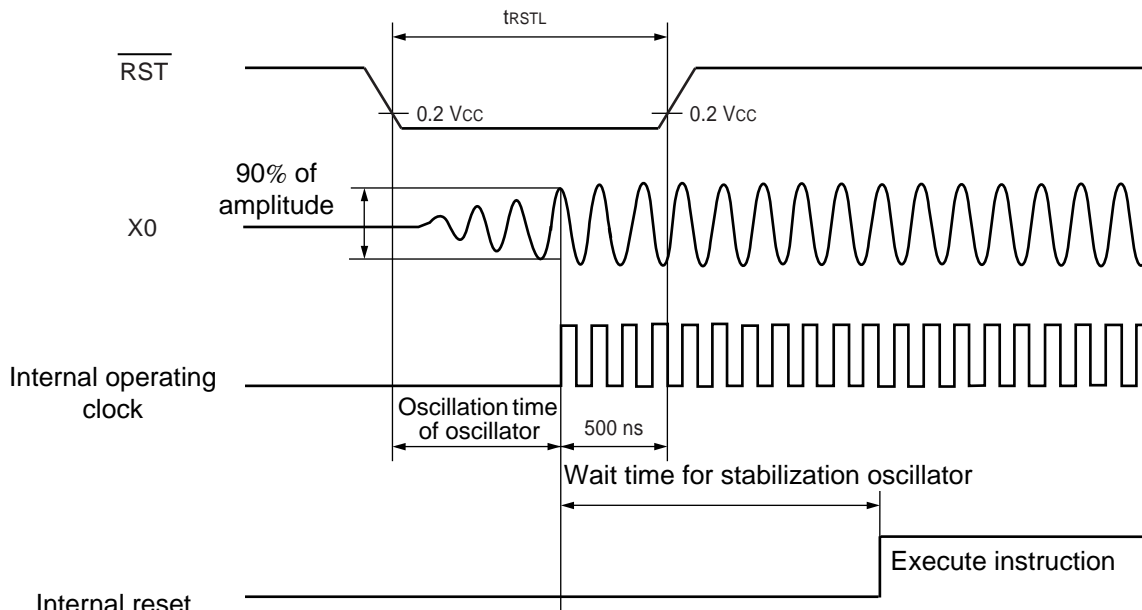 tRSTL
RST
0.2 VCC
0.2 VCC
90% of
amplitude
X0
Internal operating
clock
Oscillation time
of oscillator
500 ns
Wait time for stabilization oscillator
Execute instruction
Internal reset